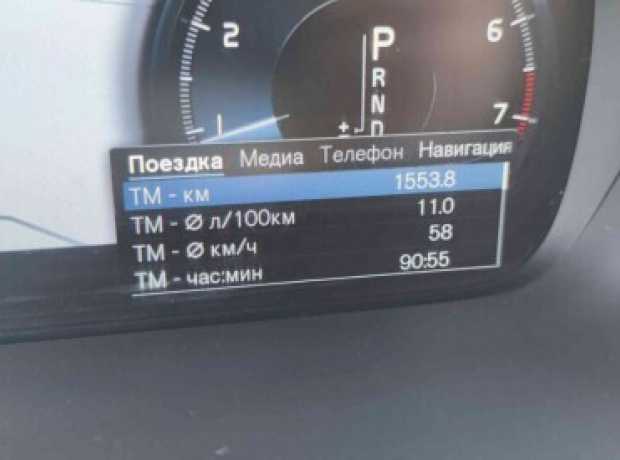 2
P
6
R
N
7
1
±
D
Поездка Медиа Телефон Навигация
ТМ - км 1553.8
ТМ - Ø л/100км 11.0
ТМ - Ø км/ч 58
ТМ - час:мин 90:55